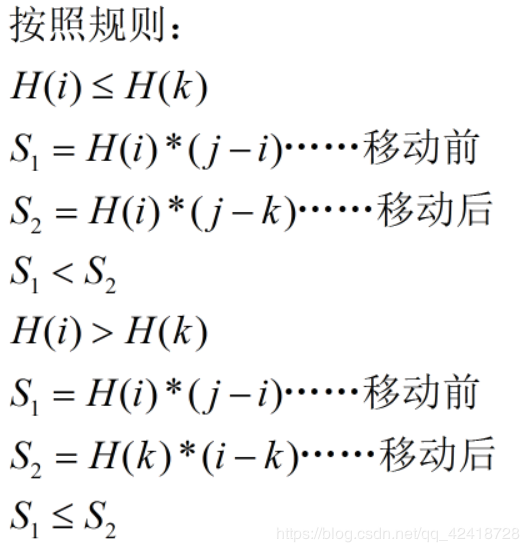 按照规则：
H(i) ≤ H(k)
S₁ = H(i)*(j−i)……移动前
S₂ = H(i)*(j−k)……移动后
S₁ < S₂
H(i) > H(k)
S₁ = H(i)*(j−i)……移动前
S₂ = H(k)*(i−k)……移动后
S₁ ≤ S₂
https://blog.csdn.net/qq_42418728